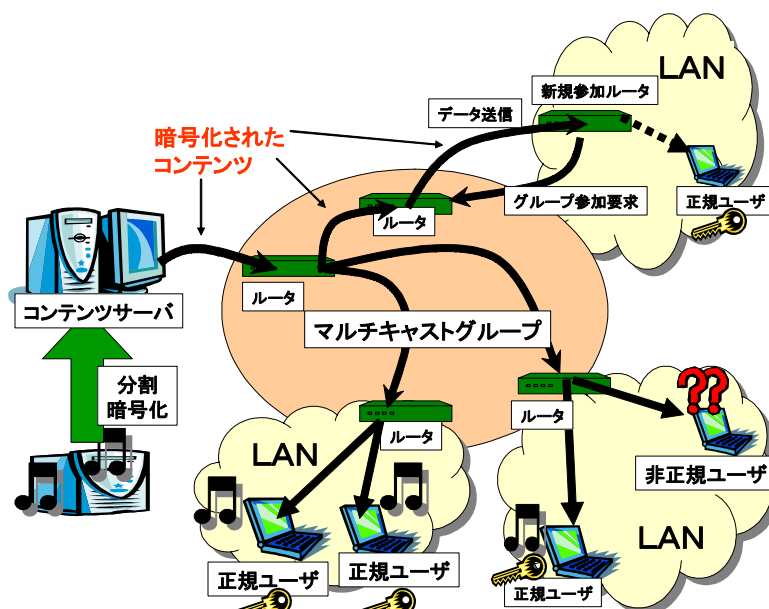 LAN
新規参加ルータ
データ送信
暗号化された
コンテンツ
ルータ
グループ参加要求
正規ユーザ
ルータ
コンテンツサーバ
マルチキャストグループ
分割
暗号化
ルータ
ルータ
??
LAN
非正規ユーザ
LAN
正規ユーザ
正規ユーザ
正規ユーザ